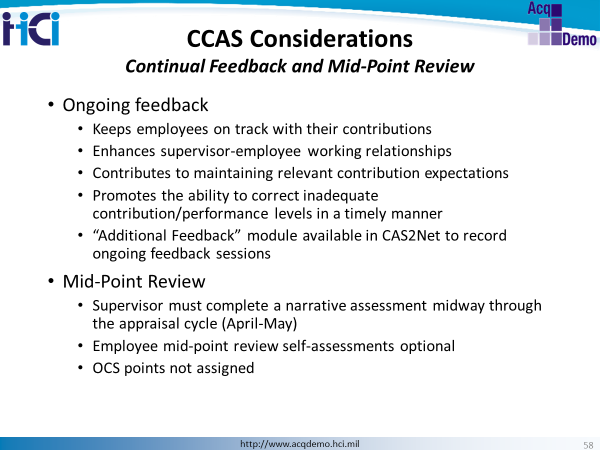 HCi
Acq
Demo
CCAS Considerations
Continual Feedback and Mid-Point Review
• Ongoing feedback
• Keeps employees on track with their contributions
• Enhances supervisor-employee working relationships
• Contributes to maintaining relevant contribution expectations
• Promotes the ability to correct inadequate
contribution/performance levels in a timely manner
• “Additional Feedback” module available in CAS2Net to record
ongoing feedback sessions
• Mid-Point Review
• Supervisor must complete a narrative assessment midway through
the appraisal cycle (April-May)
• Employee mid-point review self-assessments optional
• OCS points not assigned
http://www.acqdemo.hci.mil
58